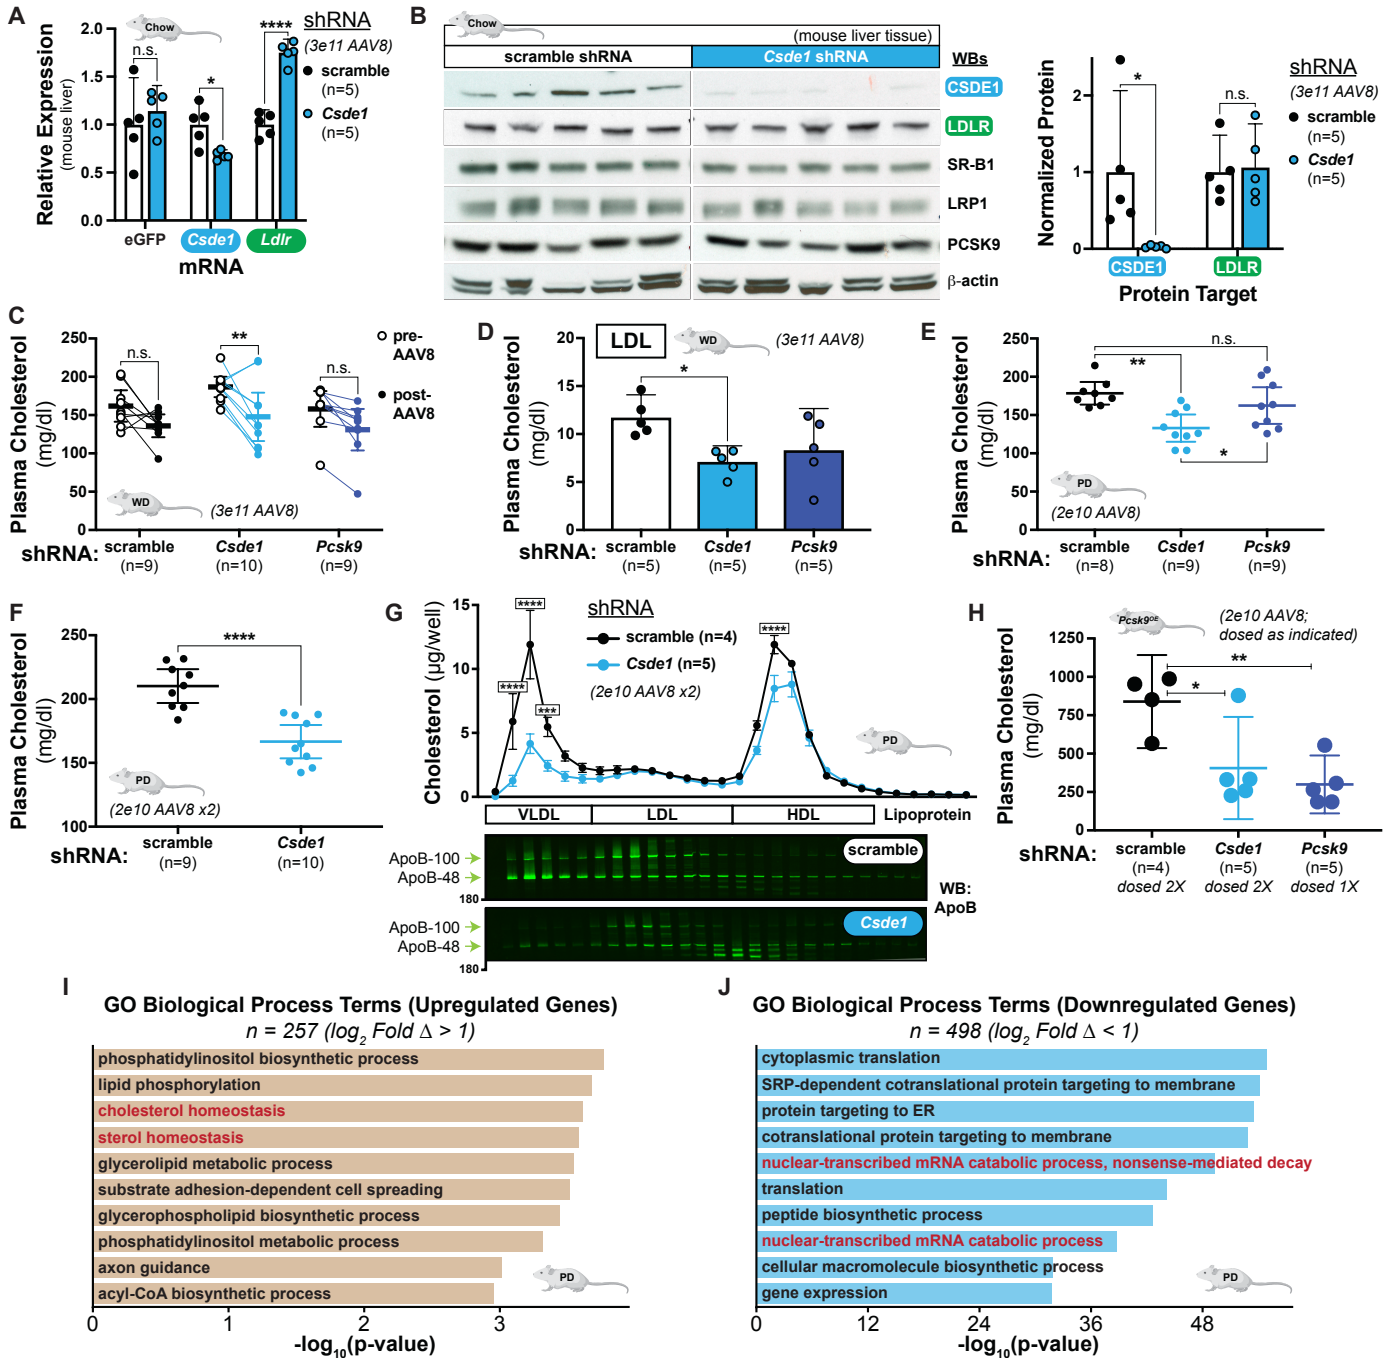 A
Chow
shRNA
(3e11 AAV8)
scramble
(n=5)
Csde1
(n=5)
Relative Expression
(mouse liver)
2.0
1.5
1.0
0.5
0.0
n.s.
*
****
eGFP
Csde1
Ldlr
mRNA
B
Chow
(mouse liver tissue)
scramble shRNA
Csde1 shRNA
WBs
CSDE1
LDLR
SR-B1
LRP1
PCSK9
β-actin
Normalized Protein
2
1
0
*
n.s.
CSDE1
LDLR
Protein Target
shRNA
(3e11 AAV8)
scramble
(n=5)
Csde1
(n=5)
C
Plasma Cholesterol
(mg/dl)
250
200
150
100
50
0
n.s.
**
n.s.
pre-
AAV8
post-
AAV8
WD
(3e11 AAV8)
shRNA:
scramble
(n=9)
Csde1
(n=10)
Pcsk9
(n=9)
D
LDL
WD
(3e11 AAV8)
Plasma Cholesterol
(mg/dl)
20
15
10
5
0
*
shRNA:
scramble
(n=5)
Csde1
(n=5)
Pcsk9
(n=5)
E
Plasma Cholesterol
(mg/dl)
250
200
150
100
50
0
n.s.
**
*
PD
(2e10 AAV8)
shRNA:
scramble
(n=8)
Csde1
(n=9)
Pcsk9
(n=9)
F
Plasma Cholesterol
(mg/dl)
250
200
150
100
****
PD
(2e10 AAV8 x2)
shRNA:
scramble
(n=9)
Csde1
(n=10)
G
Cholesterol (µg/well)
15
10
5
0
****
****
***
****
shRNA
scramble (n=4)
Csde1 (n=5)
(2e10 AAV8 x2)
PD
VLDL
LDL
HDL
Lipoprotein
ApoB-100
ApoB-48
180
scramble
WB:
ApoB
ApoB-100
ApoB-48
180
Csde1
H
Pcsk9OE
(2e10 AAV8;
dosed as indicated)
Plasma Cholesterol
(mg/dl)
1250
1000
750
500
250
0
**
*
shRNA:
scramble
(n=4)
dosed 2X
Csde1
(n=5)
dosed 2X
Pcsk9
(n=5)
dosed 1X
I
GO Biological Process Terms (Upregulated Genes)
n = 257 (log2 Fold Δ > 1)
phosphatidylinositol biosynthetic process
lipid phosphorylation
cholesterol homeostasis
sterol homeostasis
glycerolipid metabolic process
substrate adhesion-dependent cell spreading
glycerophospholipid biosynthetic process
phosphatidylinositol metabolic process
axon guidance
acyl-CoA biosynthetic process
PD
0
1
2
3
-log10(p-value)
J
GO Biological Process Terms (Downregulated Genes)
n = 498 (log2 Fold Δ < 1)
cytoplasmic translation
SRP-dependent cotranslational protein targeting to membrane
protein targeting to ER
cotranslational protein targeting to membrane
nuclear-transcribed mRNA catabolic process, nonsense-mediated decay
translation
peptide biosynthetic process
nuclear-transcribed mRNA catabolic process
cellular macromolecule biosynthetic process
gene expression
PD
0
12
24
36
48
-log10(p-value)